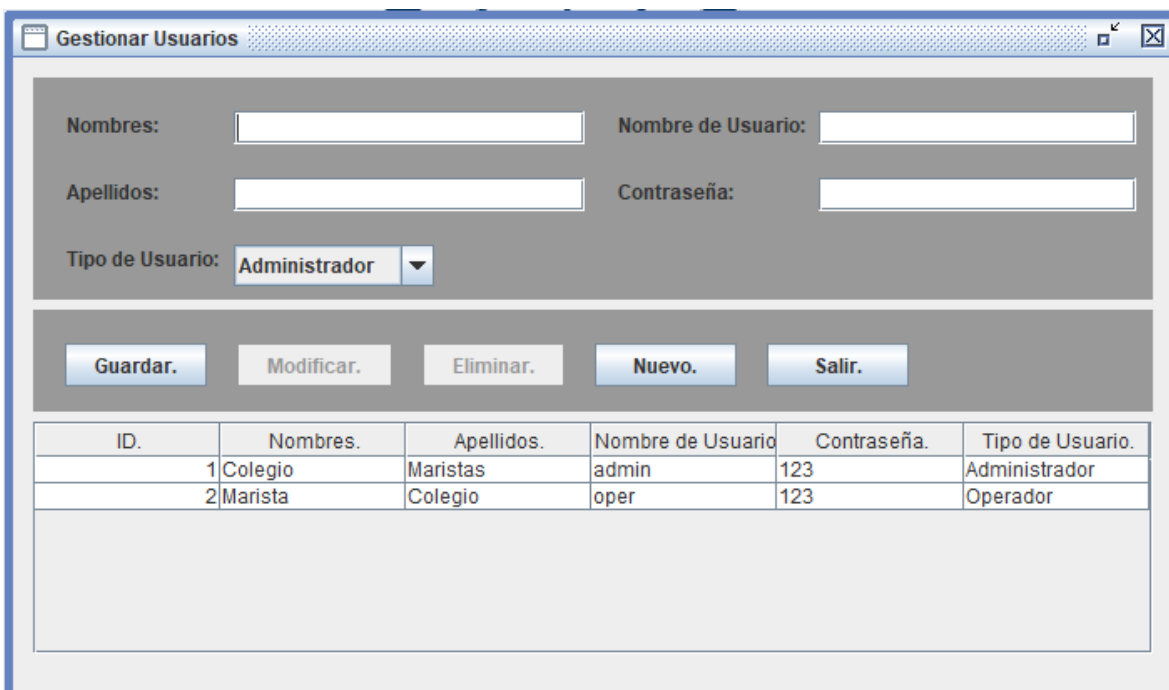 Gestionar Usuarios
Nombres: Nombre de Usuario:
Apellidos: Contraseña:
Tipo de Usuario: Administrador
Guardar. Modificar. Eliminar. Nuevo. Salir.
ID. Nombres. Apellidos. Nombre de Usuario Contraseña. Tipo de Usuario.
1 Colegio Maristas admin 123 Administrador
2 Marista Colegio oper 123 Operador